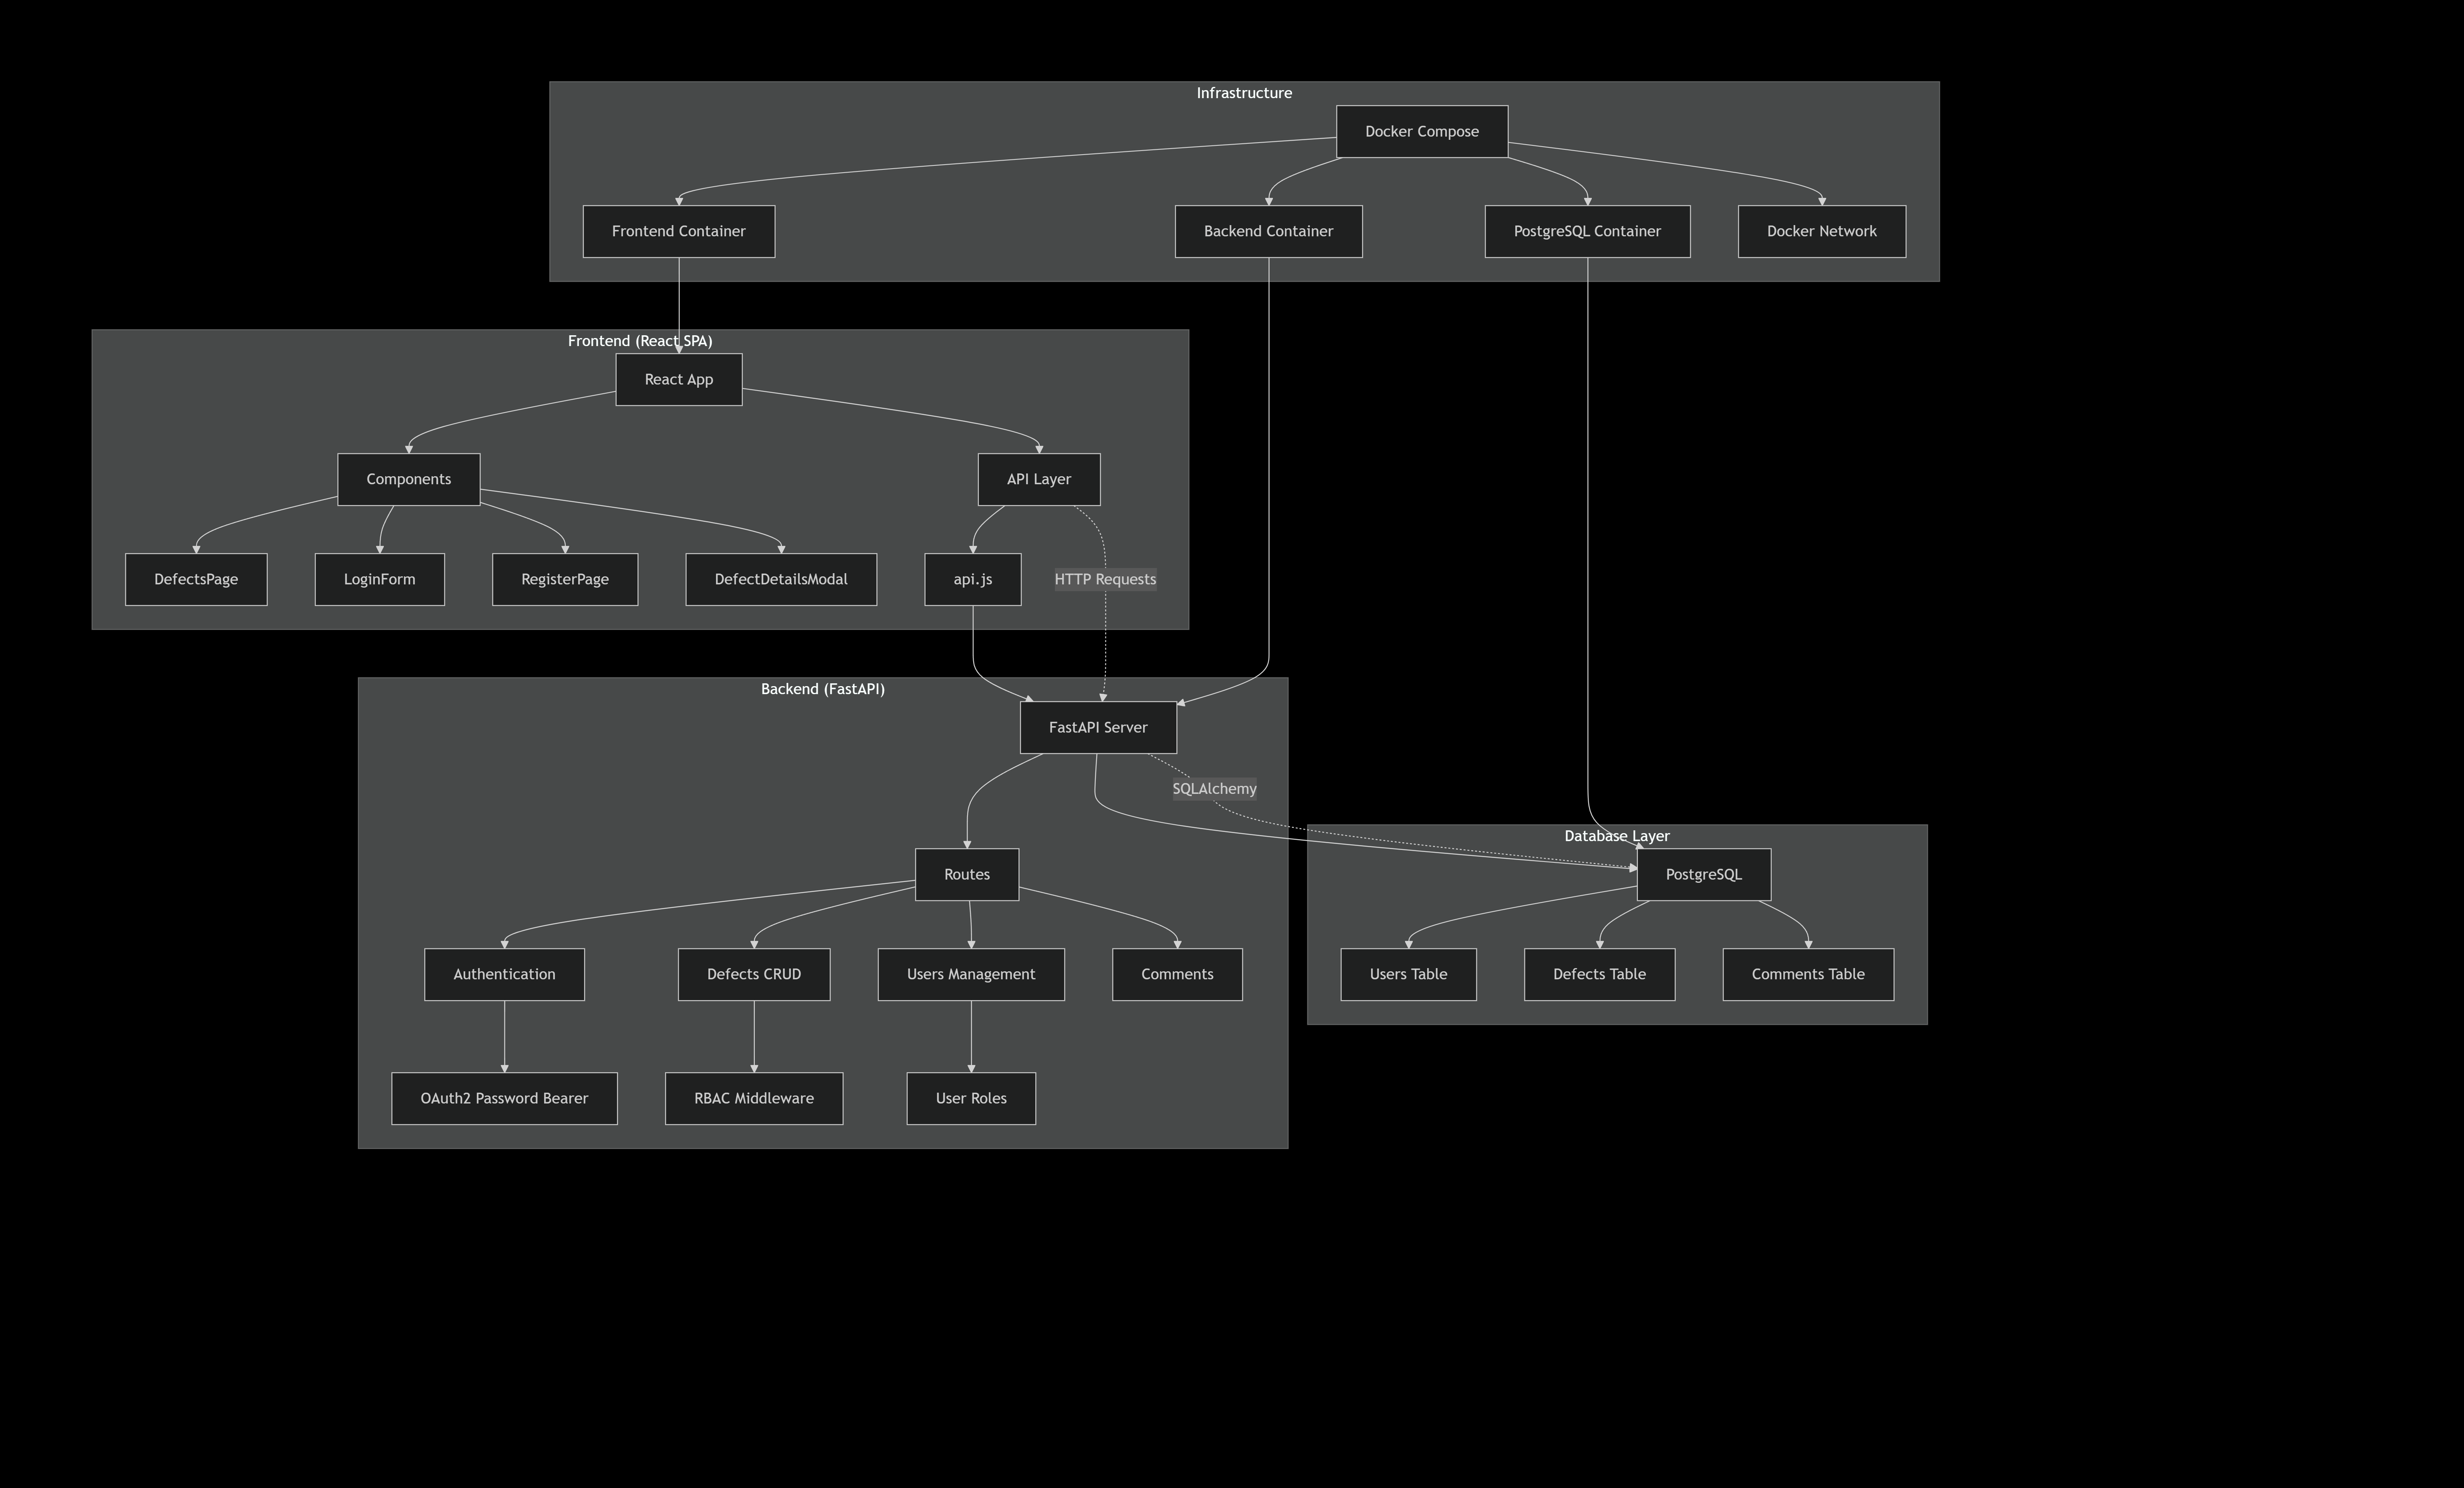 Infrastructure
Docker Compose
Frontend Container
Backend Container
PostgreSQL Container
Docker Network
Frontend (React SPA)
React App
Components
API Layer
DefectsPage
LoginForm
RegisterPage
DefectDetailsModal
api.js
HTTP Requests
Backend (FastAPI)
FastAPI Server
SQLAlchemy
Routes
Authentication
Defects CRUD
Users Management
Comments
OAuth2 Password Bearer
RBAC Middleware
User Roles
Database Layer
PostgreSQL
Users Table
Defects Table
Comments Table